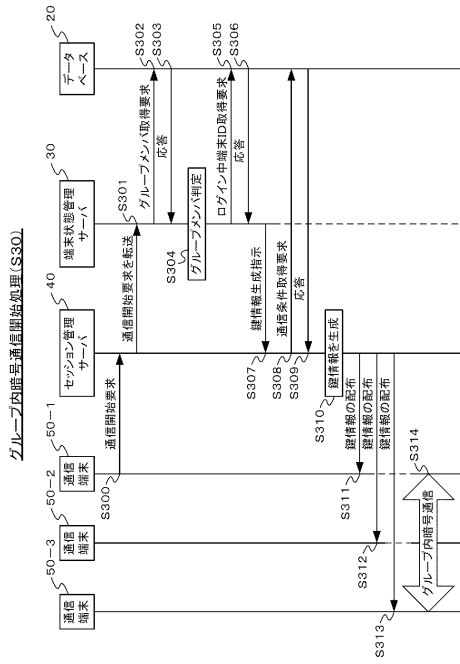 グループ内暗号通信開始処理(S30)
50-3
通信
端末
50-2
通信
端末
50-1
通信
端末
40
セッション管理
サーバ
30
端末状態管理
サーバ
20
データ
ベース
S300
通信開始要求
通信開始要求を転送
S301
グループメンバ取得要求
S302
応答
S303
S304
グループメンバ判定
ログイン中端末ID取得要求
S305
応答
S306
鍵情報生成指示
S307
通信条件取得要求
S308
応答
S309
S310
鍵情報を生成
鍵情報の配布
S311
鍵情報の配布
S312
鍵情報の配布
S313
グループ内暗号通信
S314